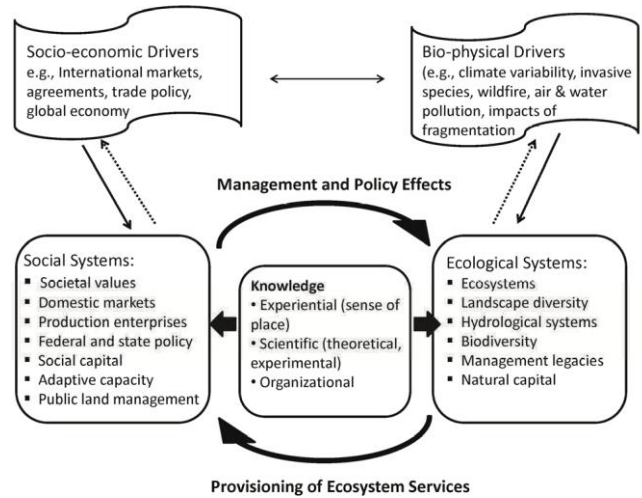 Socio-economic Drivers
e.g., International markets,
agreements, trade policy,
global economy
Bio-physical Drivers
(e.g., climate variability, invasive
species, wildfire, air & water
pollution, impacts of
fragmentation
Management and Policy Effects
Social Systems:
▪ Societal values
▪ Domestic markets
▪ Production enterprises
▪ Federal and state policy
▪ Social capital
▪ Adaptive capacity
▪ Public land management
Knowledge
• Experiential (sense of
place)
• Scientific (theoretical,
experimental)
• Organizational
Ecological Systems:
▪ Ecosystems
▪ Landscape diversity
▪ Hydrological systems
▪ Biodiversity
▪ Management legacies
▪ Natural capital
Provisioning of Ecosystem Services